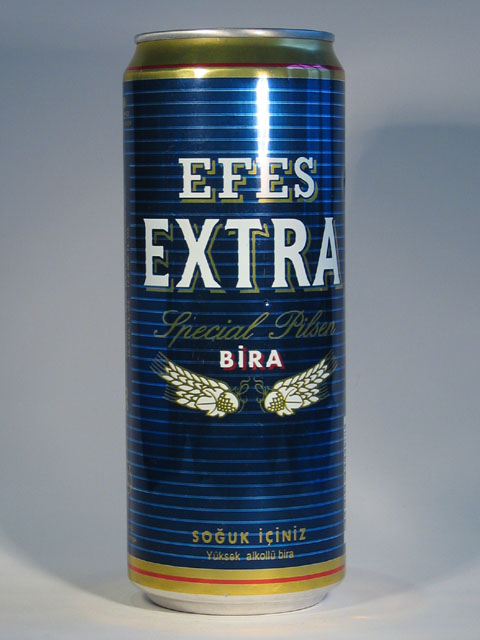 EFES
EXTRA
Special Pilsen
BİRA
SOĞUK İÇİNİZ
Yüksek alkollü bira